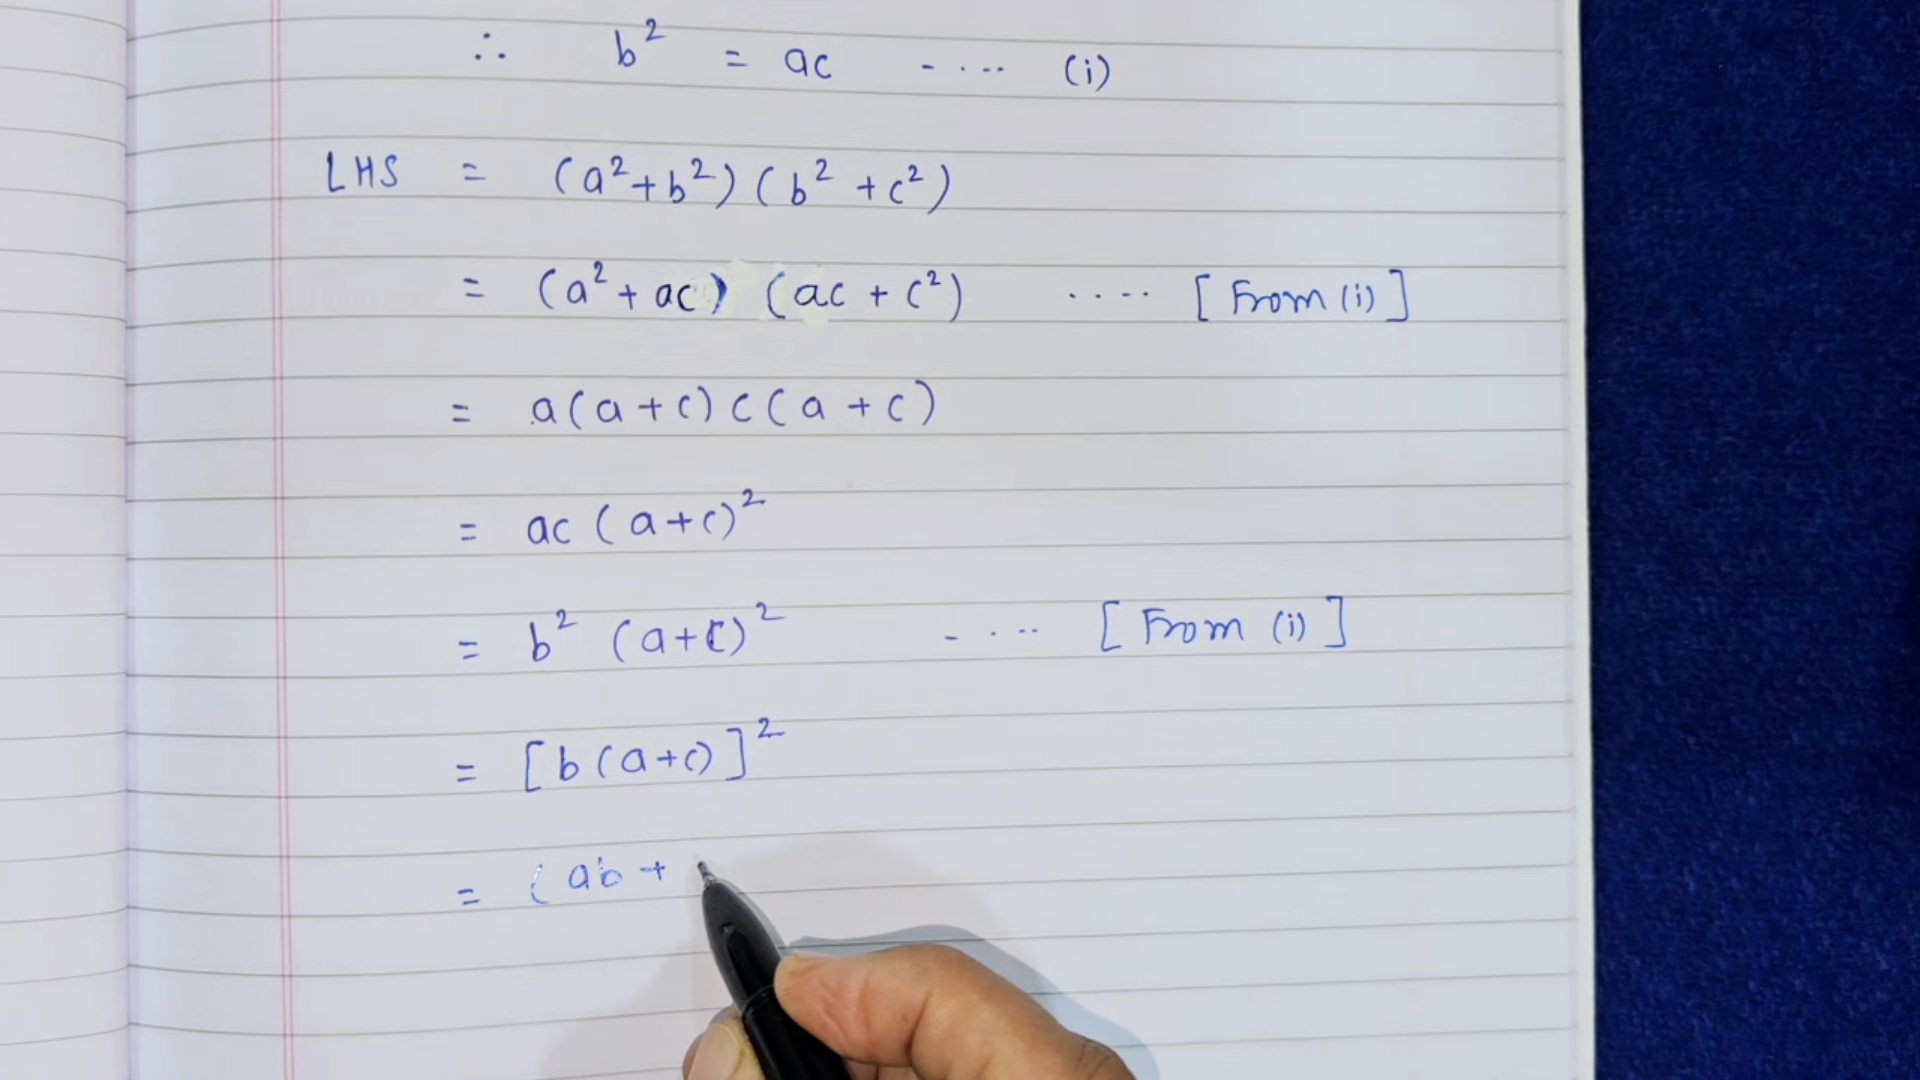 ∴ b² = ac ..... (i)
LHS = (a²+b²)(b²+c²)
= (a²+ac) (ac+c²) .... [From (i)]
= a(a+c)c(a+c)
= ac(a+c)²
= b² (a+c)² .... [From (i)]
= [b(a+c)]²
= (ab+